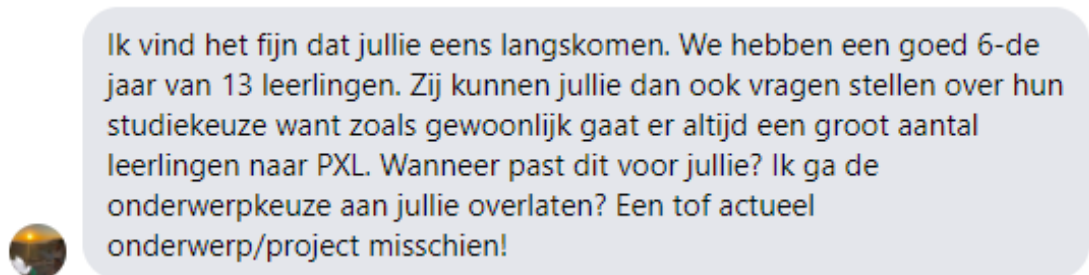 Ik vind het fijn dat jullie eens langskomen. We hebben een goed 6-de
jaar van 13 leerlingen. Zij kunnen jullie dan ook vragen stellen over hun
studiekeuze want zoals gewoonlijk gaat er altijd een groot aantal
leerlingen naar PXL. Wanneer past dit voor jullie? Ik ga de
onderwerpkeuze aan jullie overlaten? Een tof actueel
onderwerp/project misschien!